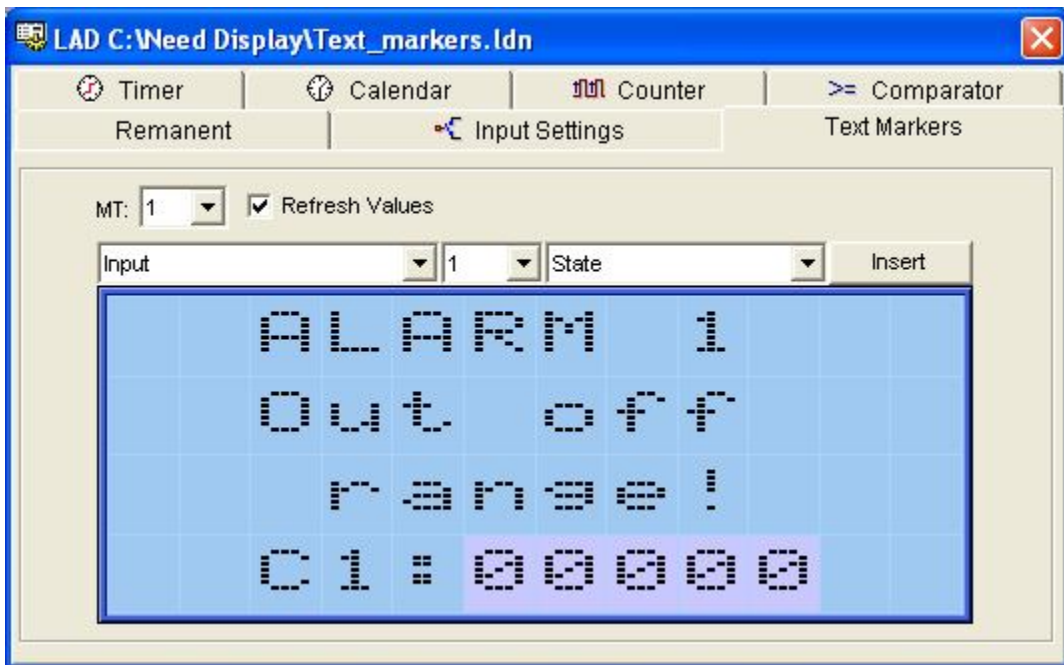 LAD C:\Need Display\Text_markers.ldn
Timer Calendar Counter >= Comparator
Remanent Input Settings Text Markers
MT: 1 Refresh Values
Input 1 State Insert
ALARM 1
Out off
range!
C1:00000